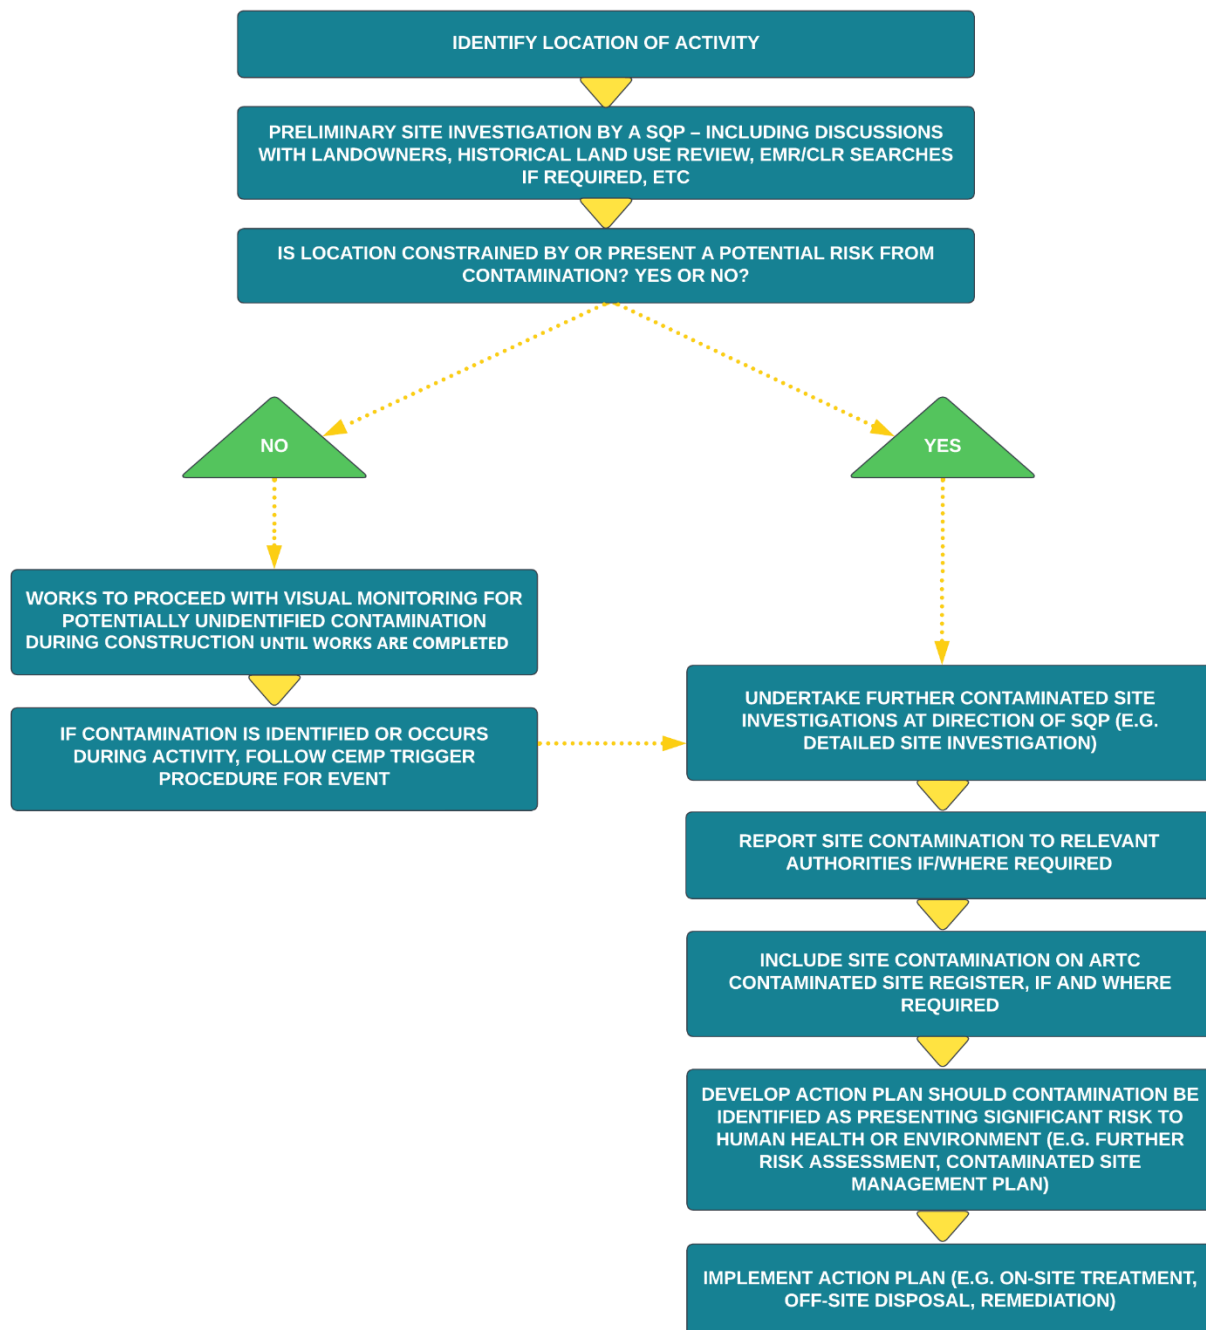 IDENTIFY LOCATION OF ACTIVITY
PRELIMINARY SITE INVESTIGATION BY A SQP – INCLUDING DISCUSSIONS
WITH LANDOWNERS, HISTORICAL LAND USE REVIEW, EMR/CLR SEARCHES
IF REQUIRED, ETC
IS LOCATION CONSTRAINED BY OR PRESENT A POTENTIAL RISK FROM
CONTAMINATION? YES OR NO?
NO
YES
WORKS TO PROCEED WITH VISUAL MONITORING FOR
POTENTIALLY UNIDENTIFIED CONTAMINATION
DURING CONSTRUCTION UNTIL WORKS ARE COMPLETED
IF CONTAMINATION IS IDENTIFIED OR OCCURS
DURING ACTIVITY, FOLLOW CEMP TRIGGER
PROCEDURE FOR EVENT
UNDERTAKE FURTHER CONTAMINATED SITE
INVESTIGATIONS AT DIRECTION OF SQP (E.G.
DETAILED SITE INVESTIGATION)
REPORT SITE CONTAMINATION TO RELEVANT
AUTHORITIES IF/WHERE REQUIRED
INCLUDE SITE CONTAMINATION ON ARTC
CONTAMINATED SITE REGISTER, IF AND WHERE
REQUIRED
DEVELOP ACTION PLAN SHOULD CONTAMINATION BE
IDENTIFIED AS PRESENTING SIGNIFICANT RISK TO
HUMAN HEALTH OR ENVIRONMENT (E.G. FURTHER
RISK ASSESSMENT, CONTAMINATED SITE
MANAGEMENT PLAN)
IMPLEMENT ACTION PLAN (E.G. ON-SITE TREATMENT,
OFF-SITE DISPOSAL, REMEDIATION)